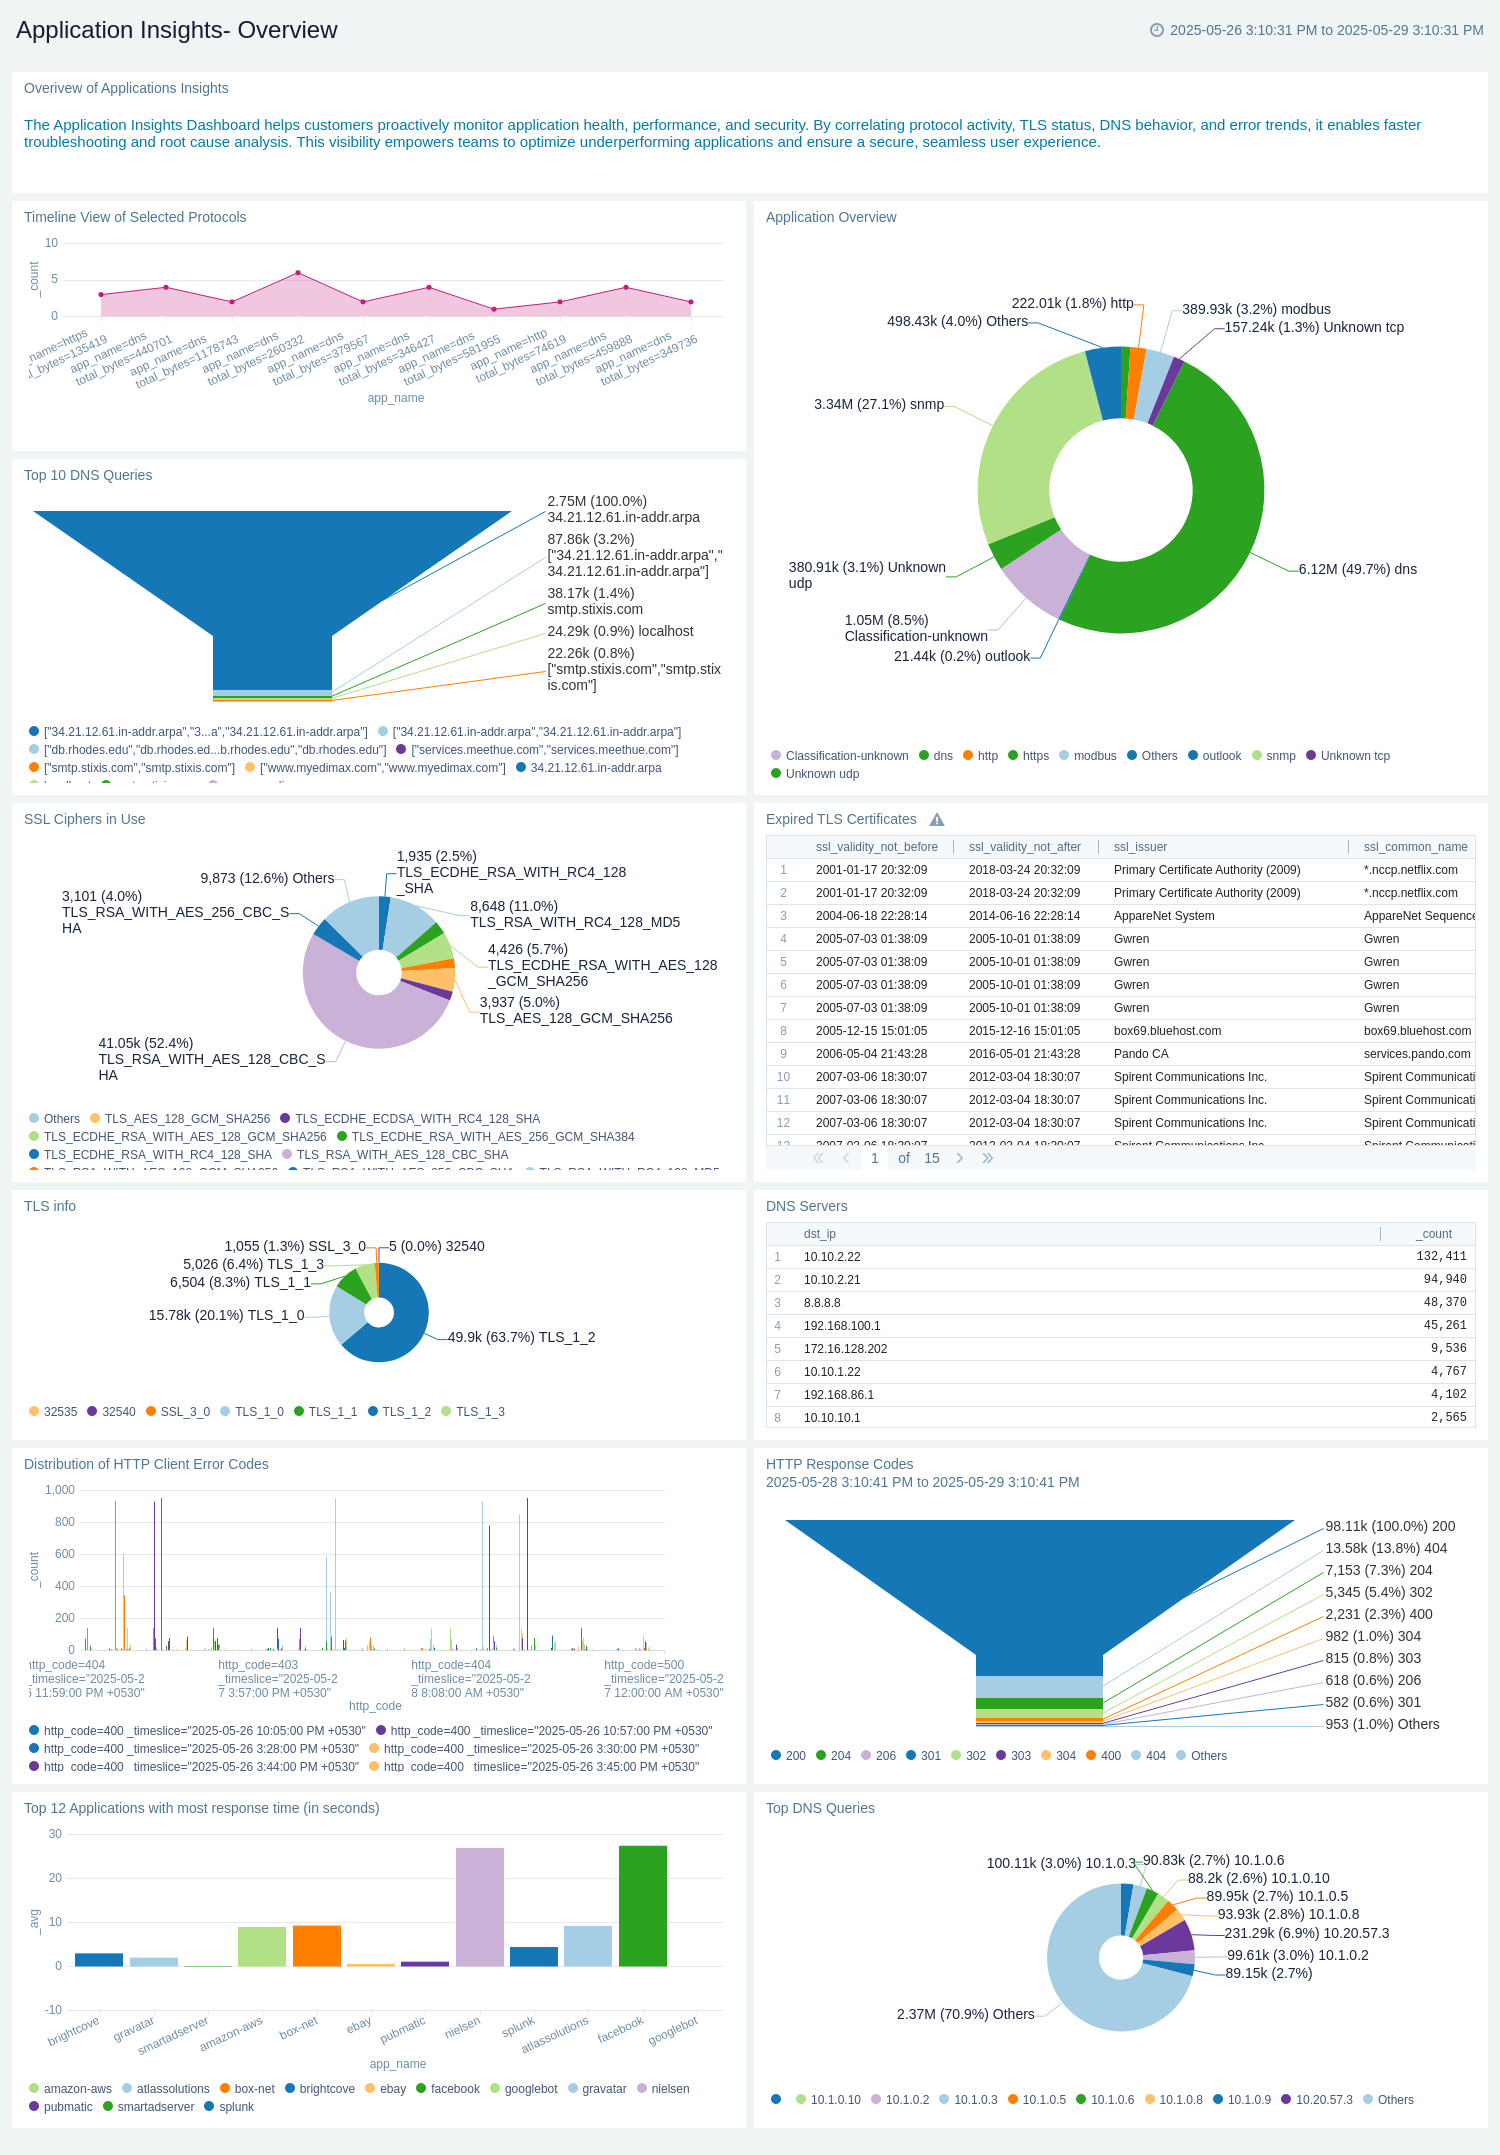 Application Insights- Overview
2025-05-26 3:10:31 PM to 2025-05-29 3:10:31 PM
Overivew of Applications Insights
The Application Insights Dashboard helps customers proactively monitor application health, performance, and security. By correlating protocol activity, TLS status, DNS behavior, and error trends, it enables faster
troubleshooting and root cause analysis. This visibility empowers teams to optimize underperforming applications and ensure a secure, seamless user experience.
Timeline View of Selected Protocols
10
5
0
_count
_name=https
l_bytes=135419
app_name=dns
total_bytes=440701
app_name=dns
total_bytes=1178743
app_name=dns
total_bytes=260332
app_name=dns
total_bytes=379567
app_name=dns
total_bytes=346427
app_name=dns
total_bytes=581955
app_name=http
total_bytes=74619
app_name=dns
total_bytes=459888
app_name=dns
total_bytes=349736
app_name
Application Overview
222.01k (1.8%) http
389.93k (3.2%) modbus
498.43k (4.0%) Others
157.24k (1.3%) Unknown tcp
3.34M (27.1%) snmp
380.91k (3.1%) Unknown
udp
6.12M (49.7%) dns
1.05M (8.5%)
Classification-unknown
21.44k (0.2%) outlook
Classification-unknown dns http https modbus Others outlook snmp Unknown tcp
Unknown udp
Top 10 DNS Queries
2.75M (100.0%)
34.21.12.61.in-addr.arpa
87.86k (3.2%)
["34.21.12.61.in-addr.arpa","
34.21.12.61.in-addr.arpa"]
38.17k (1.4%)
smtp.stixis.com
24.29k (0.9%) localhost
22.26k (0.8%)
["smtp.stixis.com","smtp.stix
is.com"]
["34.21.12.61.in-addr.arpa","3...a","34.21.12.61.in-addr.arpa"] ["34.21.12.61.in-addr.arpa","34.21.12.61.in-addr.arpa"]
["db.rhodes.edu","db.rhodes.ed...b.rhodes.edu","db.rhodes.edu"] ["services.meethue.com","services.meethue.com"]
["smtp.stixis.com","smtp.stixis.com"] ["www.myedimax.com","www.myedimax.com"] 34.21.12.61.in-addr.arpa
SSL Ciphers in Use
1,935 (2.5%)
TLS_ECDHE_RSA_WITH_RC4_128
_SHA
9,873 (12.6%) Others
3,101 (4.0%)
TLS_RSA_WITH_AES_256_CBC_S
HA
8,648 (11.0%)
TLS_RSA_WITH_RC4_128_MD5
4,426 (5.7%)
TLS_ECDHE_RSA_WITH_AES_128
_GCM_SHA256
3,937 (5.0%)
TLS_AES_128_GCM_SHA256
41.05k (52.4%)
TLS_RSA_WITH_AES_128_CBC_S
HA
Others TLS_AES_128_GCM_SHA256 TLS_ECDHE_ECDSA_WITH_RC4_128_SHA
TLS_ECDHE_RSA_WITH_AES_128_GCM_SHA256 TLS_ECDHE_RSA_WITH_AES_256_GCM_SHA384
TLS_ECDHE_RSA_WITH_RC4_128_SHA TLS_RSA_WITH_AES_128_CBC_SHA
TLS_RSA_WITH_AES_128_GCM_SHA256 TLS_RSA_WITH_AES_256_CBC_SHA TLS_RSA_WITH_RC4_128_MD5
Expired TLS Certificates
ssl_validity_not_before ssl_validity_not_after ssl_issuer ssl_common_name
1 2001-01-17 20:32:09 2018-03-24 20:32:09 Primary Certificate Authority (2009) *.nccp.netflix.com
2 2001-01-17 20:32:09 2018-03-24 20:32:09 Primary Certificate Authority (2009) *.nccp.netflix.com
3 2004-06-18 22:28:14 2014-06-16 22:28:14 AppareNet System AppareNet Sequence
4 2005-07-03 01:38:09 2005-10-01 01:38:09 Gwren Gwren
5 2005-07-03 01:38:09 2005-10-01 01:38:09 Gwren Gwren
6 2005-07-03 01:38:09 2005-10-01 01:38:09 Gwren Gwren
7 2005-07-03 01:38:09 2005-10-01 01:38:09 Gwren Gwren
8 2005-12-15 15:01:05 2015-12-16 15:01:05 box69.bluehost.com box69.bluehost.com
9 2006-05-04 21:43:28 2016-05-01 21:43:28 Pando CA services.pando.com
10 2007-03-06 18:30:07 2012-03-04 18:30:07 Spirent Communications Inc. Spirent Communicati
11 2007-03-06 18:30:07 2012-03-04 18:30:07 Spirent Communications Inc. Spirent Communicati
12 2007-03-06 18:30:07 2012-03-04 18:30:07 Spirent Communications Inc. Spirent Communicati
13 2007-03-06 18:30:07 2012-03-04 18:30:07 Spirent Communications Inc. Spirent Communicati
1 of 15
TLS info
1,055 (1.3%) SSL_3_0
5 (0.0%) 32540
5,026 (6.4%) TLS_1_3
6,504 (8.3%) TLS_1_1
15.78k (20.1%) TLS_1_0
49.9k (63.7%) TLS_1_2
32535 32540 SSL_3_0 TLS_1_0 TLS_1_1 TLS_1_2 TLS_1_3
DNS Servers
dst_ip _count
1 10.10.2.22 132,411
2 10.10.2.21 94,940
3 8.8.8.8 48,370
4 192.168.100.1 45,261
5 172.16.128.202 9,536
6 10.10.1.22 4,767
7 192.168.86.1 4,102
8 10.10.10.1 2,565
Distribution of HTTP Client Error Codes
1,000
800
600
400
200
0
_count
http_code=404
_timeslice="2025-05-2
6 11:59:00 PM +0530"
http_code=403
_timeslice="2025-05-2
7 3:57:00 PM +0530"
http_code=404
_timeslice="2025-05-2
8 8:08:00 AM +0530"
http_code=500
_timeslice="2025-05-2
7 12:00:00 AM +0530"
http_code
http_code=400 _timeslice="2025-05-26 10:05:00 PM +0530" http_code=400 _timeslice="2025-05-26 10:57:00 PM +0530"
http_code=400 _timeslice="2025-05-26 3:28:00 PM +0530" http_code=400 _timeslice="2025-05-26 3:30:00 PM +0530"
http_code=400 _timeslice="2025-05-26 3:44:00 PM +0530" http_code=400 _timeslice="2025-05-26 3:45:00 PM +0530"
HTTP Response Codes
2025-05-28 3:10:41 PM to 2025-05-29 3:10:41 PM
98.11k (100.0%) 200
13.58k (13.8%) 404
7,153 (7.3%) 204
5,345 (5.4%) 302
2,231 (2.3%) 400
982 (1.0%) 304
815 (0.8%) 303
618 (0.6%) 206
582 (0.6%) 301
953 (1.0%) Others
200 204 206 301 302 303 304 400 404 Others
Top 12 Applications with most response time (in seconds)
30
20
10
0
-10
_avg
brightcove
gravatar
smartadserver
amazon-aws
box-net
ebay
pubmatic
nielsen
splunk
atlassolutions
facebook
googlebot
app_name
amazon-aws atlassolutions box-net brightcove ebay facebook googlebot gravatar nielsen
pubmatic smartadserver splunk
Top DNS Queries
100.11k (3.0%) 10.1.0.3
90.83k (2.7%) 10.1.0.6
88.2k (2.6%) 10.1.0.10
89.95k (2.7%) 10.1.0.5
93.93k (2.8%) 10.1.0.8
231.29k (6.9%) 10.20.57.3
99.61k (3.0%) 10.1.0.2
89.15k (2.7%)
2.37M (70.9%) Others
10.1.0.10 10.1.0.2 10.1.0.3 10.1.0.5 10.1.0.6 10.1.0.8 10.1.0.9 10.20.57.3 Others